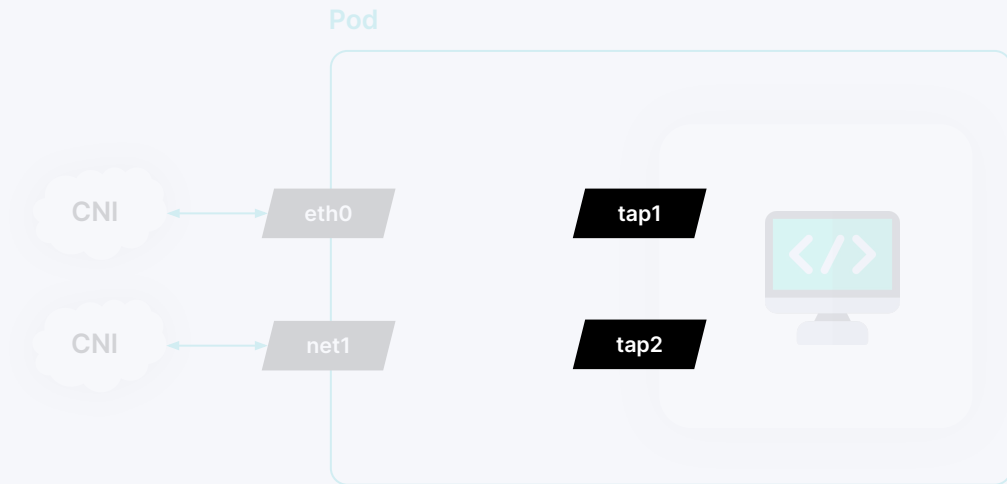 Pod
CNI
eth0
tap1
</>
CNI
net1
tap2